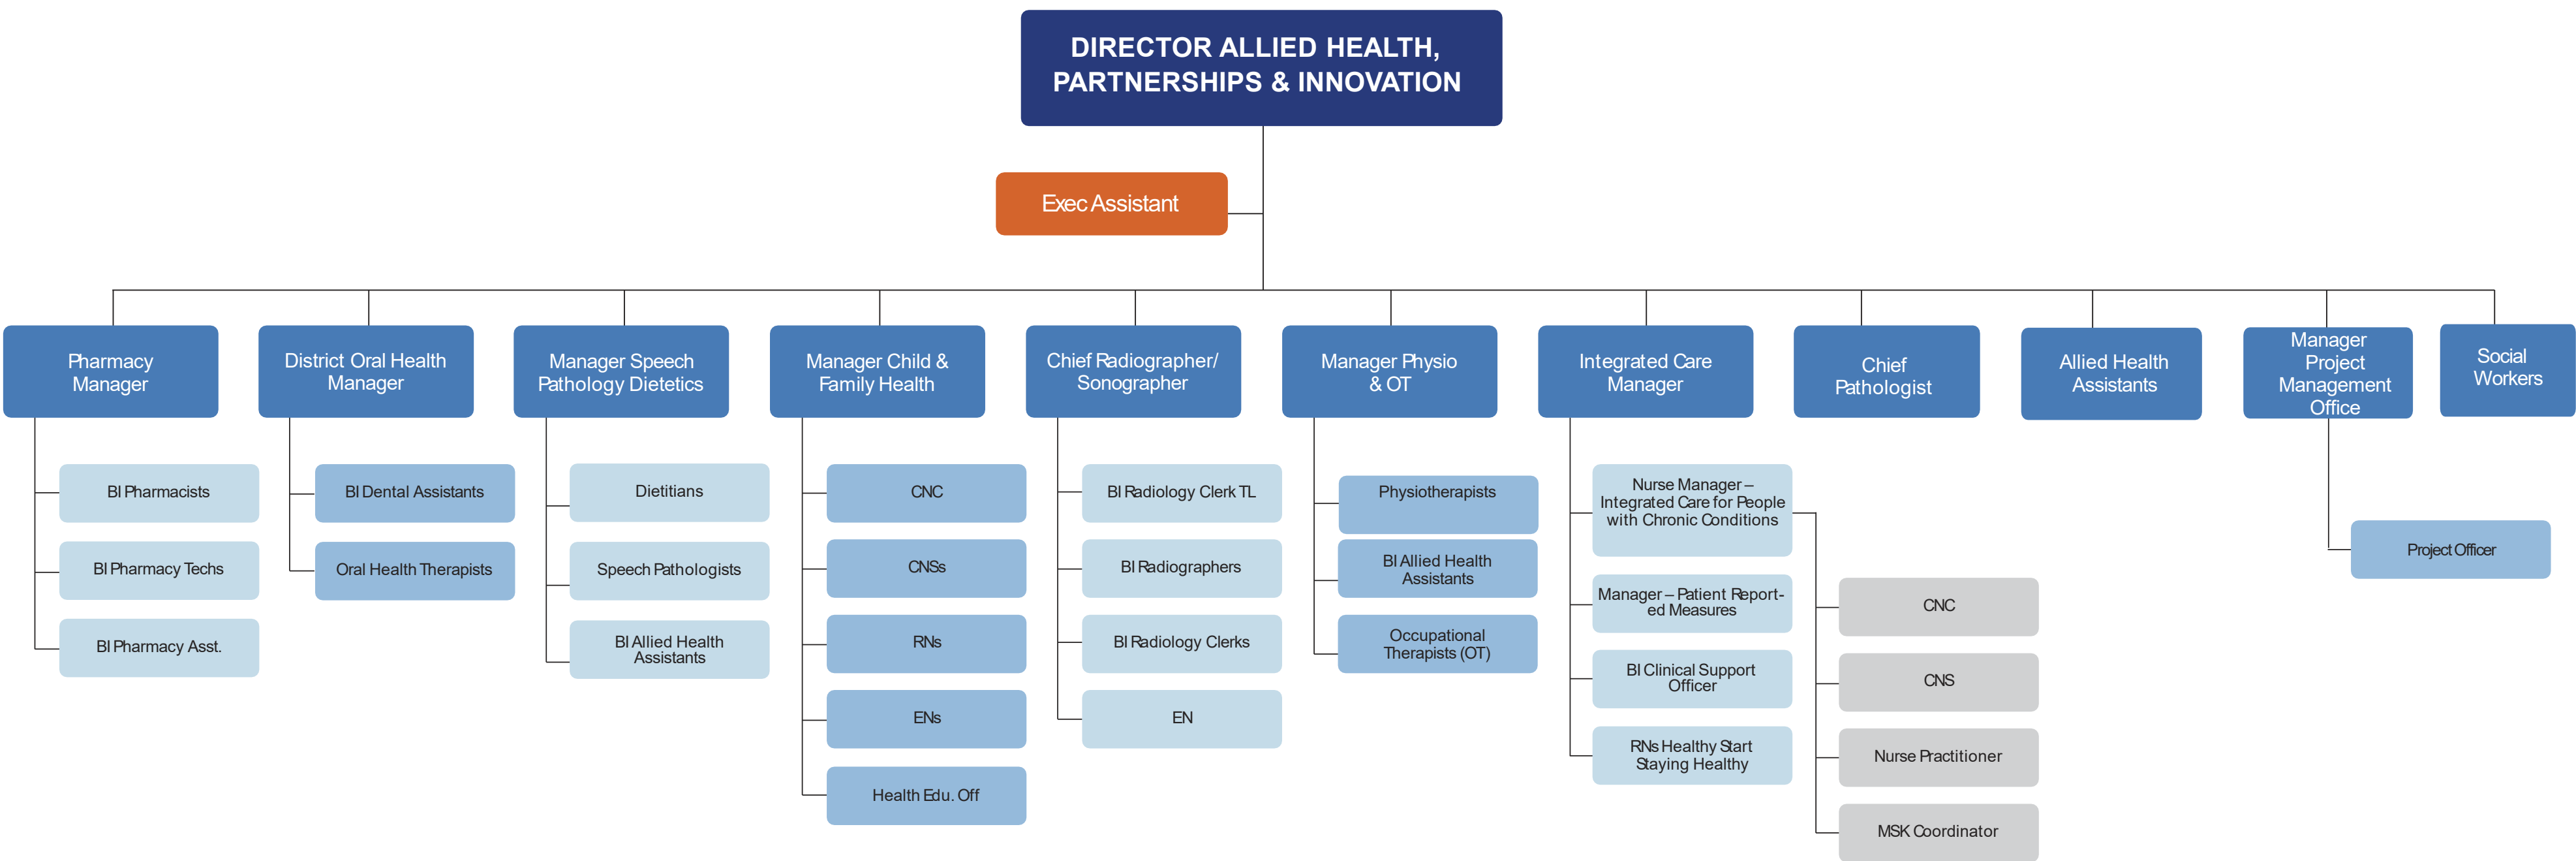 DIRECTOR ALLIED HEALTH,
PARTNERSHIPS & INNOVATION
Exec Assistant
Pharmacy
Manager
District Oral Health
Manager
Manager Speech
Pathology Dietetics
Manager Child &
Family Health
Chief Radiographer/
Sonographer
Manager Physio
& OT
Integrated Care
Manager
Chief
Pathologist
Allied Health
Assistants
Manager
Project
Management
Office
Social
Workers
BI Pharmacists
BI Pharmacy Techs
BI Pharmacy Asst.
BI Dental Assistants
Oral Health Therapists
Dietitians
Speech Pathologists
BI Allied Health
Assistants
CNC
CNSs
RNs
ENs
Health Edu. Off
BI Radiology Clerk TL
BI Radiographers
BI Radiology Clerks
EN
Physiotherapists
BI Allied Health
Assistants
Occupational
Therapists (OT)
Nurse Manager –
Integrated Care for People
with Chronic Conditions
Manager – Patient Report-
ed Measures
BI Clinical Support
Officer
RNs Healthy Start
Staying Healthy
CNC
CNS
Nurse Practitioner
MSK Coordinator
Project Officer